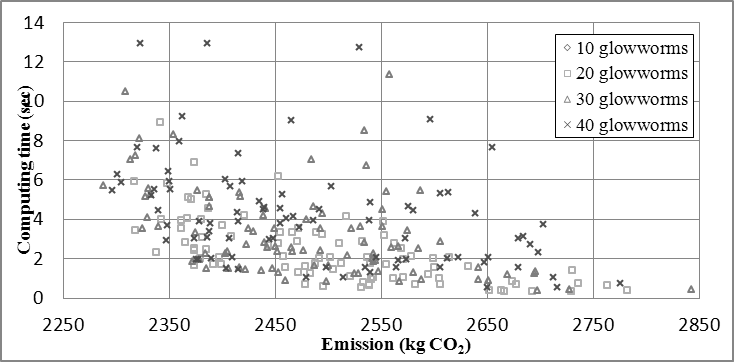 14
12
10
8
6
4
2
0
Computing time (sec)
10 glowworms
20 glowworms
30 glowworms
40 glowworms
2250 2350 2450 2550 2650 2750 2850
Emission (kg CO₂)